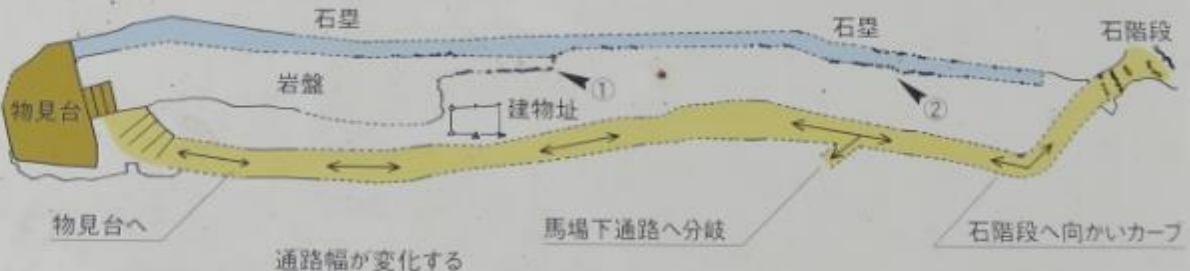 石塁
石塁
石階段
岩盤
①
物見台
建物址
②
物見台へ
馬場下通路へ分岐
石階段へ向かいカーブ
通路幅が変化する